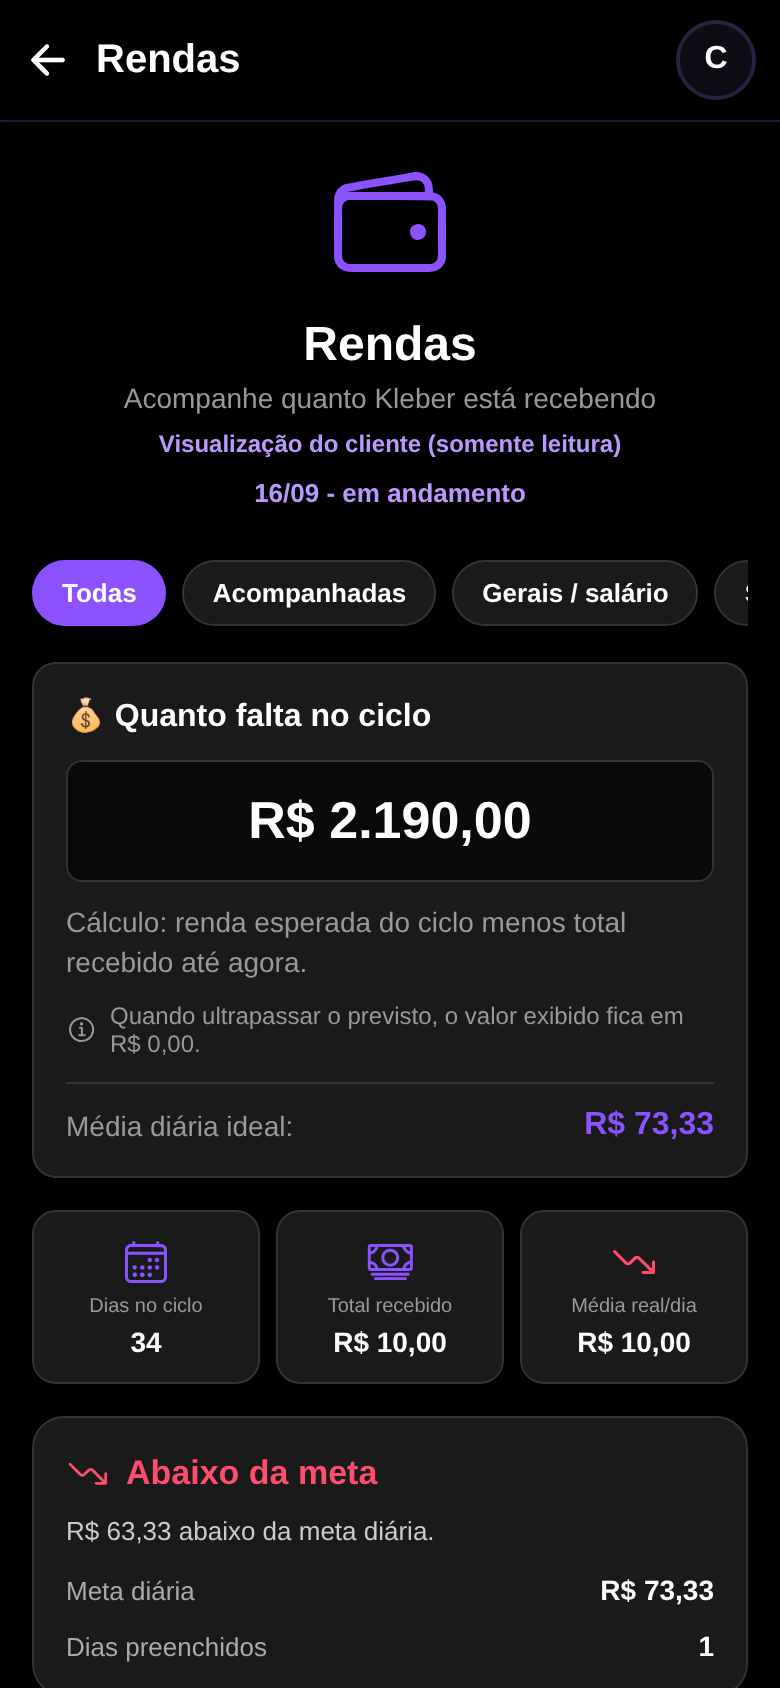 Rendas
C
Rendas
Acompanhe quanto Kleber está recebendo
Visualização do cliente (somente leitura)
16/09 - em andamento
Todas
Acompanhadas
Gerais / salário
💰 Quanto falta no ciclo
R$ 2.190,00
Cálculo: renda esperada do ciclo menos total
recebido até agora.
Quando ultrapassar o previsto, o valor exibido fica em
R$ 0,00.
Média diária ideal:
R$ 73,33
Dias no ciclo
34
Total recebido
R$ 10,00
Média real/dia
R$ 10,00
Abaixo da meta
R$ 63,33 abaixo da meta diária.
Meta diária
R$ 73,33
Dias preenchidos
1